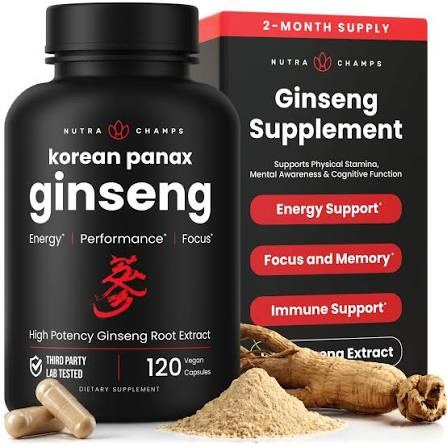 NUTRA CHAMPS
korean panax
ginseng
Energy* | Performance* | Focus*
蔘
High Potency Ginseng Root Extract
THIRD PARTY
LAB TESTED
120 Vegan
Capsules
DIETARY SUPPLEMENT
2-MONTH SUPPLY
NUTRA CHAMPS
Ginseng
Supplement
Supports Physical Stamina,
Mental Awareness & Cognitive Function
Energy Support*
Focus and Memory*
Immune Support*
Extract